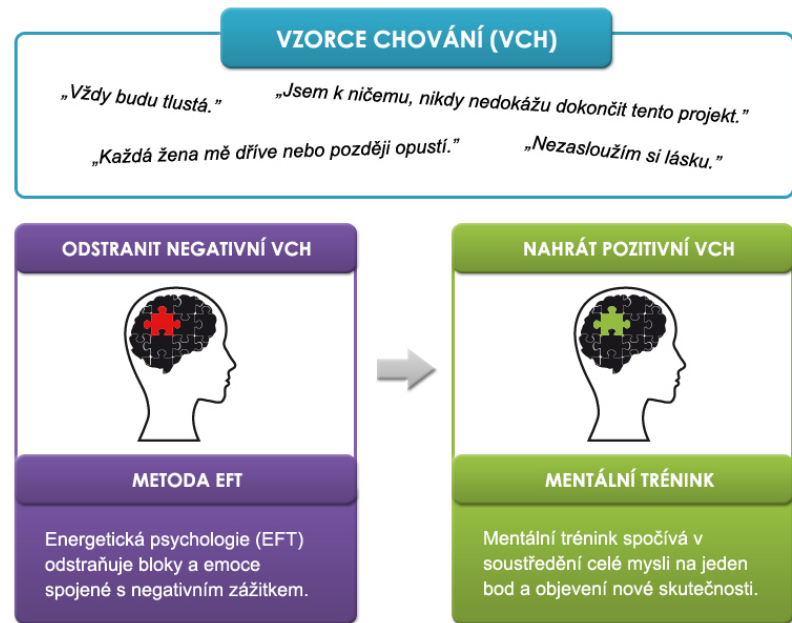 VZORCE CHOVÁNÍ (VCH)
„Vždy budu tlustá.”
„Jsem k ničemu, nikdy nedokážu dokončit tento projekt.”
„Každá žena mě dříve nebo později opustí.”
„Nezasloužím si lásku.”
ODSTRANIT NEGATIVNÍ VCH
METODA EFT
Energetická psychologie (EFT)
odstraňuje bloky a emoce
spojené s negativním zážitkem.
NAHRÁT POZITIVNÍ VCH
MENTÁLNÍ TRÉNINK
Mentální trénink spočívá v
soustředění celé mysli na jeden
bod a objevení nové skutečnosti.